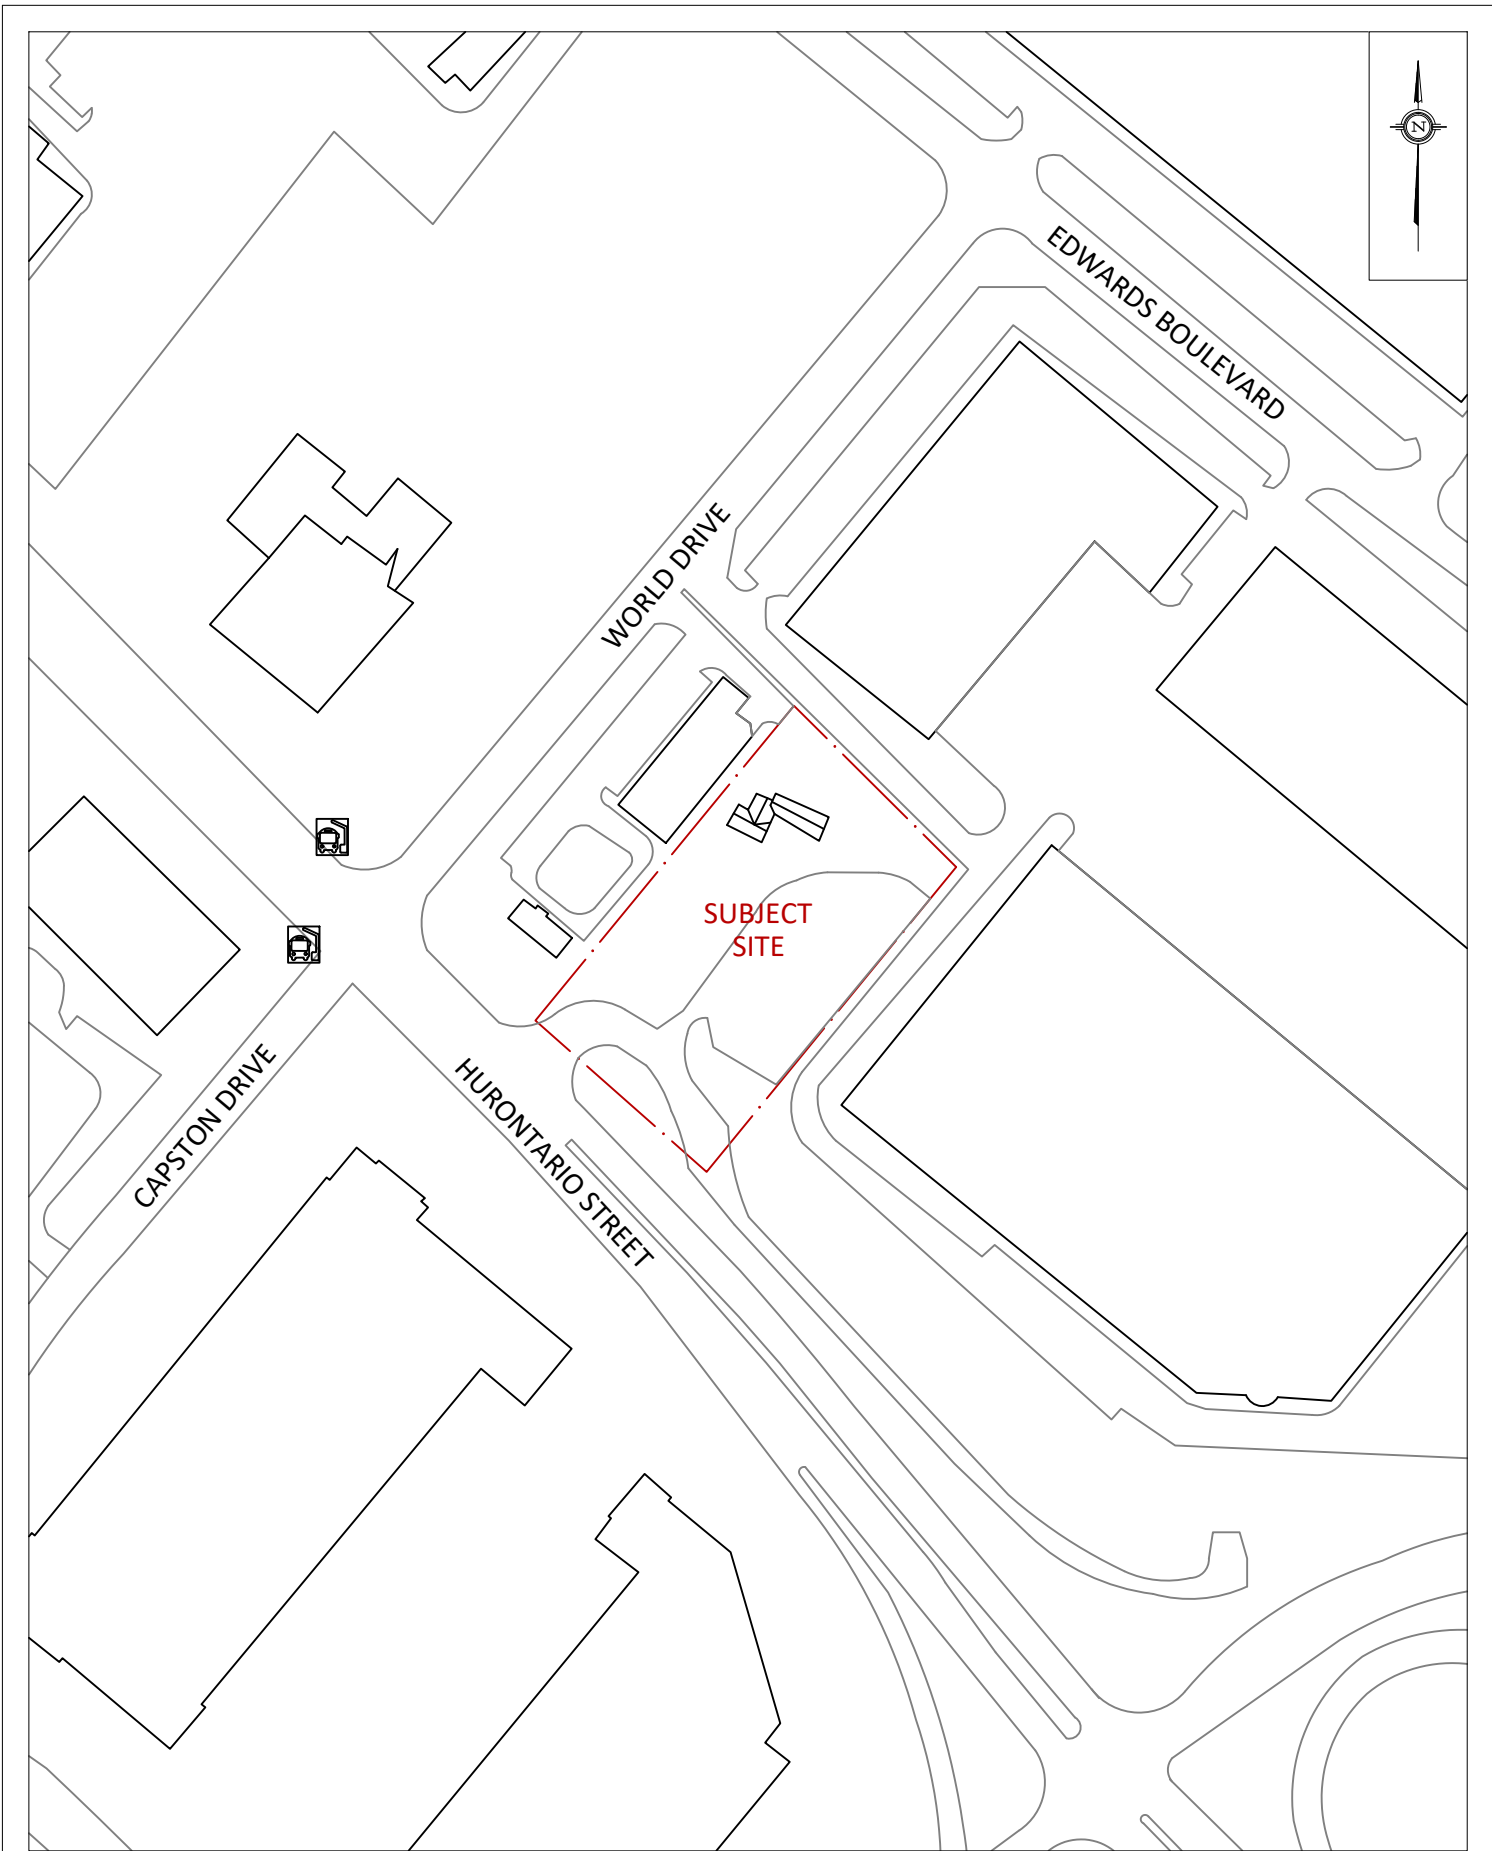 N
EDWARDS BOULEVARD
WORLD DRIVE
SUBJECT
SITE
CAPSTON DRIVE
HURONTARIO STREET